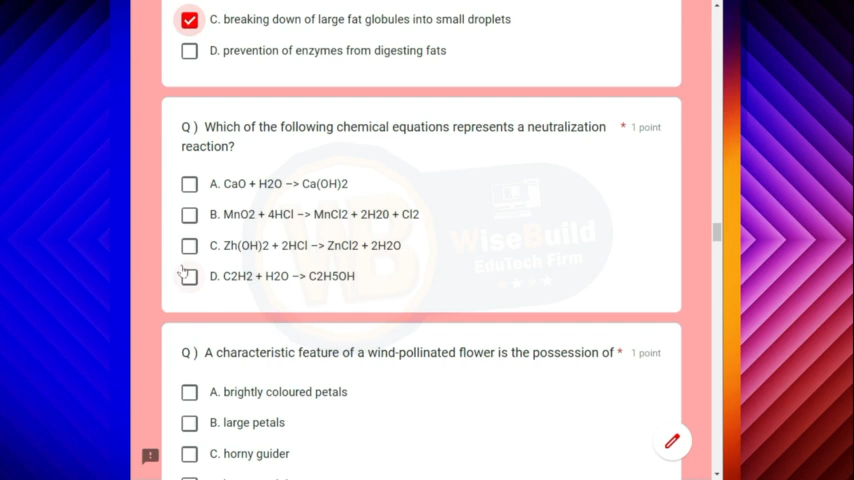 C. breaking down of large fat globules into small droplets
D. prevention of enzymes from digesting fats
Q ) Which of the following chemical equations represents a neutralization * 1 point
reaction?
A. CaO + H2O –> Ca(OH)2
B. MnO2 + 4HCl –> MnCl2 + 2H20 + Cl2
C. Zh(OH)2 + 2HCl –> ZnCl2 + 2H2O
D. C2H2 + H2O –> C2H5OH
WB
WiseBuild
EduTech Firm
Q ) A characteristic feature of a wind-pollinated flower is the possession of * 1 point
A. brightly coloured petals
B. large petals
C. horny guider